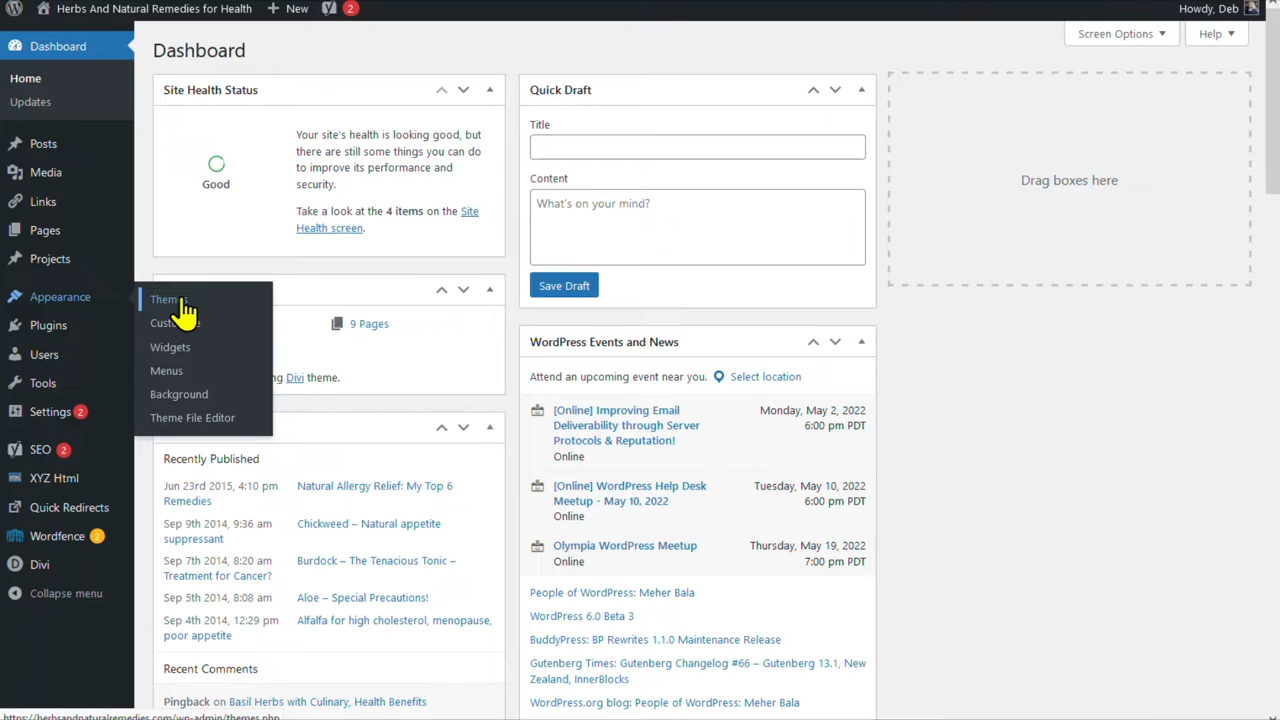 Herbs And Natural Remedies for Health
New
2
Howdy, Deb
Dashboard
Home
Updates
Posts
Media
Links
Pages
Projects
Appearance
Plugins
Users
Tools
Settings 2
SEO 2
XYZ Html
Quick Redirects
Wordfence 2
Divi
Collapse menu
Themes
Widgets
Menus
Background
Theme File Editor
Screen Options
Help
Dashboard
Site Health Status
Good
Your site's health is looking good, but
there are still some things you can do
to improve its performance and
security.
Take a look at the 4 items on the Site
Health screen.
9 Pages
Divi theme.
Recently Published
Jun 23rd 2015, 4:10 pm Natural Allergy Relief: My Top 6
Remedies
Sep 9th 2014, 9:36 am Chickweed – Natural appetite
suppressant
Sep 7th 2014, 8:20 am Burdock – The Tenacious Tonic –
Treatment for Cancer?
Sep 5th 2014, 8:08 am Aloe – Special Precautions!
Sep 4th 2014, 12:29 pm Alfalfa for high cholesterol, menopause,
poor appetite
Recent Comments
Pingback on Basil Herbs with Culinary, Health Benefits
Quick Draft
Title
Content
What's on your mind?
Save Draft
WordPress Events and News
Attend an upcoming event near you. Select location
[Online] Improving Email Monday, May 2, 2022
Deliverability through Server 6:00 pm PDT
Protocols & Reputation!
Online
[Online] WordPress Help Desk Tuesday, May 10, 2022
Meetup - May 10, 2022 6:00 pm PDT
Online
Olympia WordPress Meetup Thursday, May 19, 2022
Online 7:00 pm PDT
People of WordPress: Meher Bala
WordPress 6.0 Beta 3
BuddyPress: BP Rewrites 1.1.0 Maintenance Release
Gutenberg Times: Gutenberg Changelog #66 – Gutenberg 13.1, New
Zealand, InnerBlocks
WordPress.org blog: People of WordPress: Meher Bala
Drag boxes here
https://herbsandnaturalremedies.com/wp-admin/themes.php